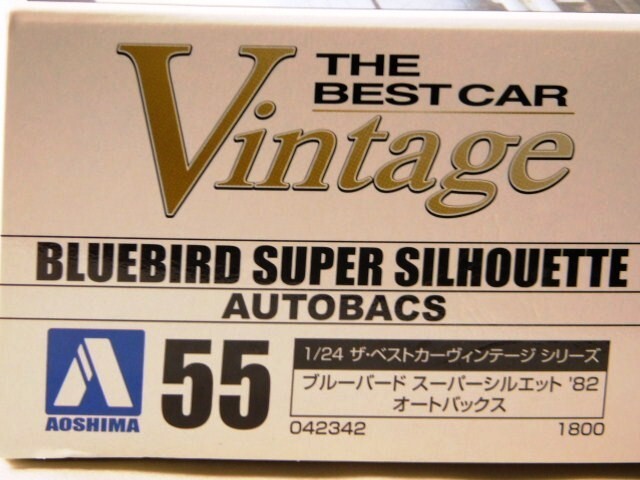 THE
BEST CAR
Vintage
BLUEBIRD SUPER SILHOUETTE
AUTOBACS
AOSHIMA
55
1/24 ザ・ベストカーヴィンテージ シリーズ
ブルーバード スーパーシルエット '82
オートバックス
042342
1800